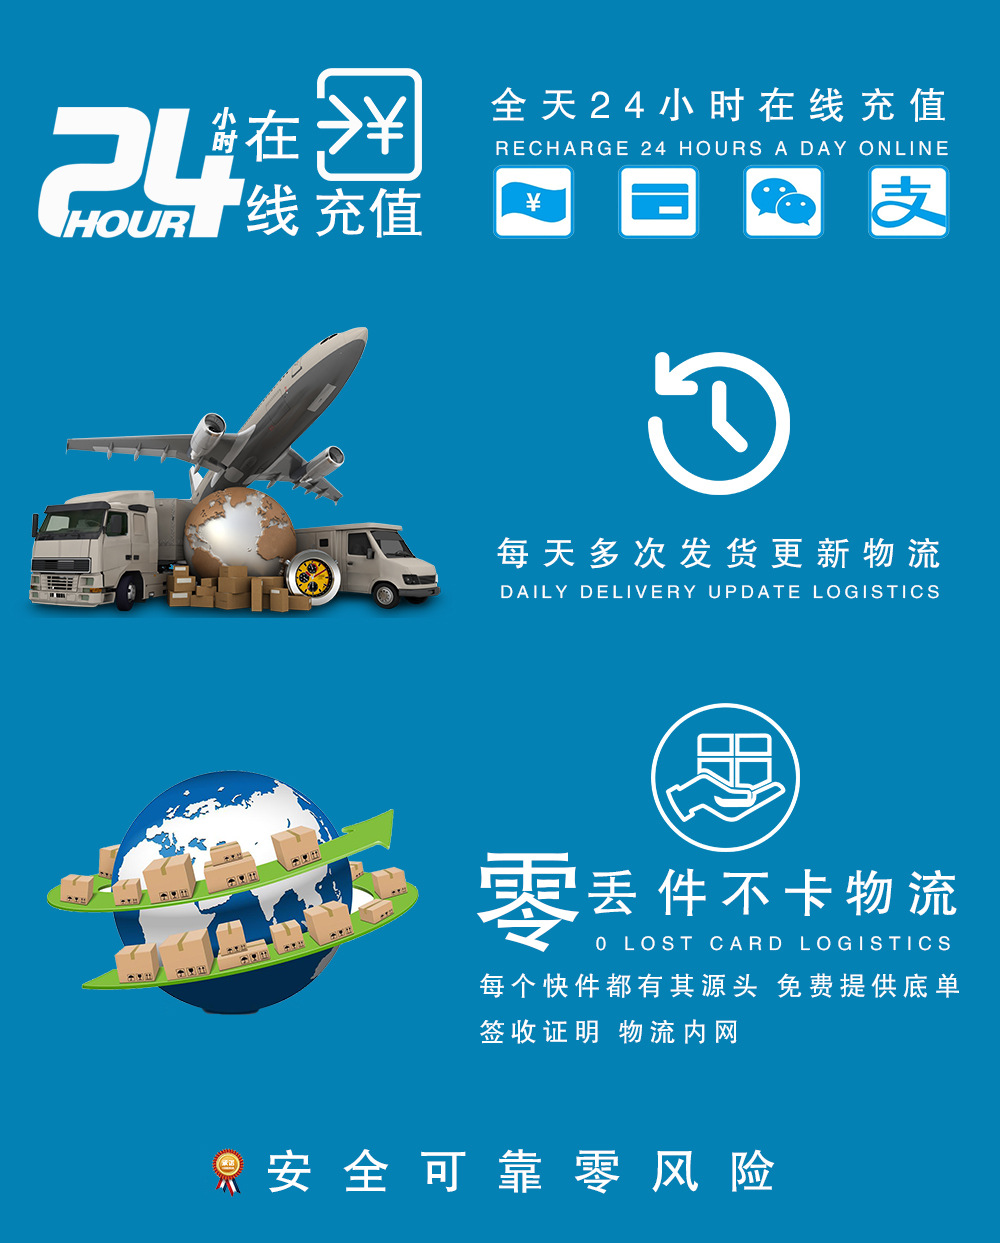 24小时在
HOUR 线充值
全天24小时在线充值
RECHARGE 24 HOURS A DAY ONLINE
¥
支
每天多次发货更新物流
DAILY DELIVERY UPDATE LOGISTICS
零丢件不卡物流
0 LOST CARD LOGISTICS
每个快件都有其源头 免费提供底单
签收证明 物流内网
安全可靠零风险